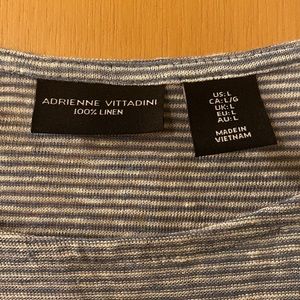 ADRIENNE VITTADINI
100% LINEN
US:L
CA:L/G
UK:L
EU:L
AU:L
MADE IN
VIETNAM